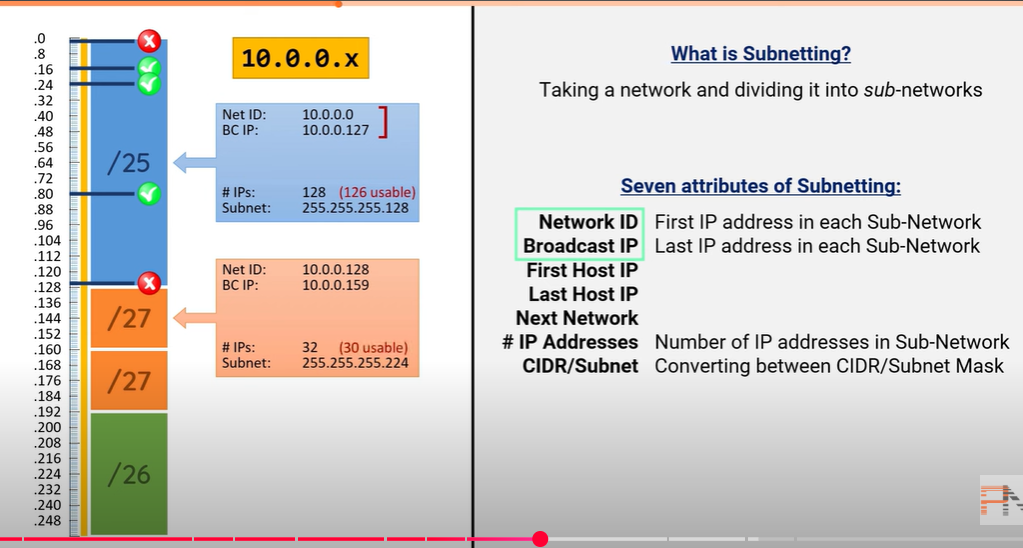 .0
.8
.16
.24
.32
.40
.48
.56
.64
.72
.80
.88
.96
.104
.112
.120
.128
.136
.144
.152
.160
.168
.176
.184
.192
.200
.208
.216
.224
.232
.240
.248
/25
/27
/27
/26
10.0.0.x
Net ID: 10.0.0.0
BC IP: 10.0.0.127
# IPs: 128 (126 usable)
Subnet: 255.255.255.128
Net ID: 10.0.0.128
BC IP: 10.0.0.159
# IPs: 32 (30 usable)
Subnet: 255.255.255.224
What is Subnetting?
Taking a network and dividing it into sub-networks
Seven attributes of Subnetting:
Network ID First IP address in each Sub-Network
Broadcast IP Last IP address in each Sub-Network
First Host IP
Last Host IP
Next Network
# IP Addresses Number of IP addresses in Sub-Network
CIDR/Subnet Converting between CIDR/Subnet Mask